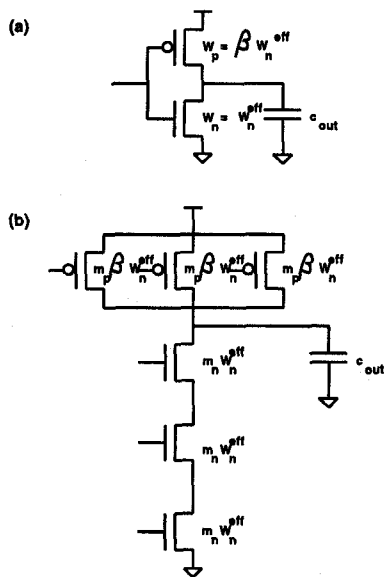 (a)
W_p = β W_n^eff
W_n = W_n^eff
c_out
(b)
m_p β W_n^eff m_p β W_n^eff m_p β W_n^eff
m_n W_n^eff
c_out
m_n W_n^eff
m_n W_n^eff